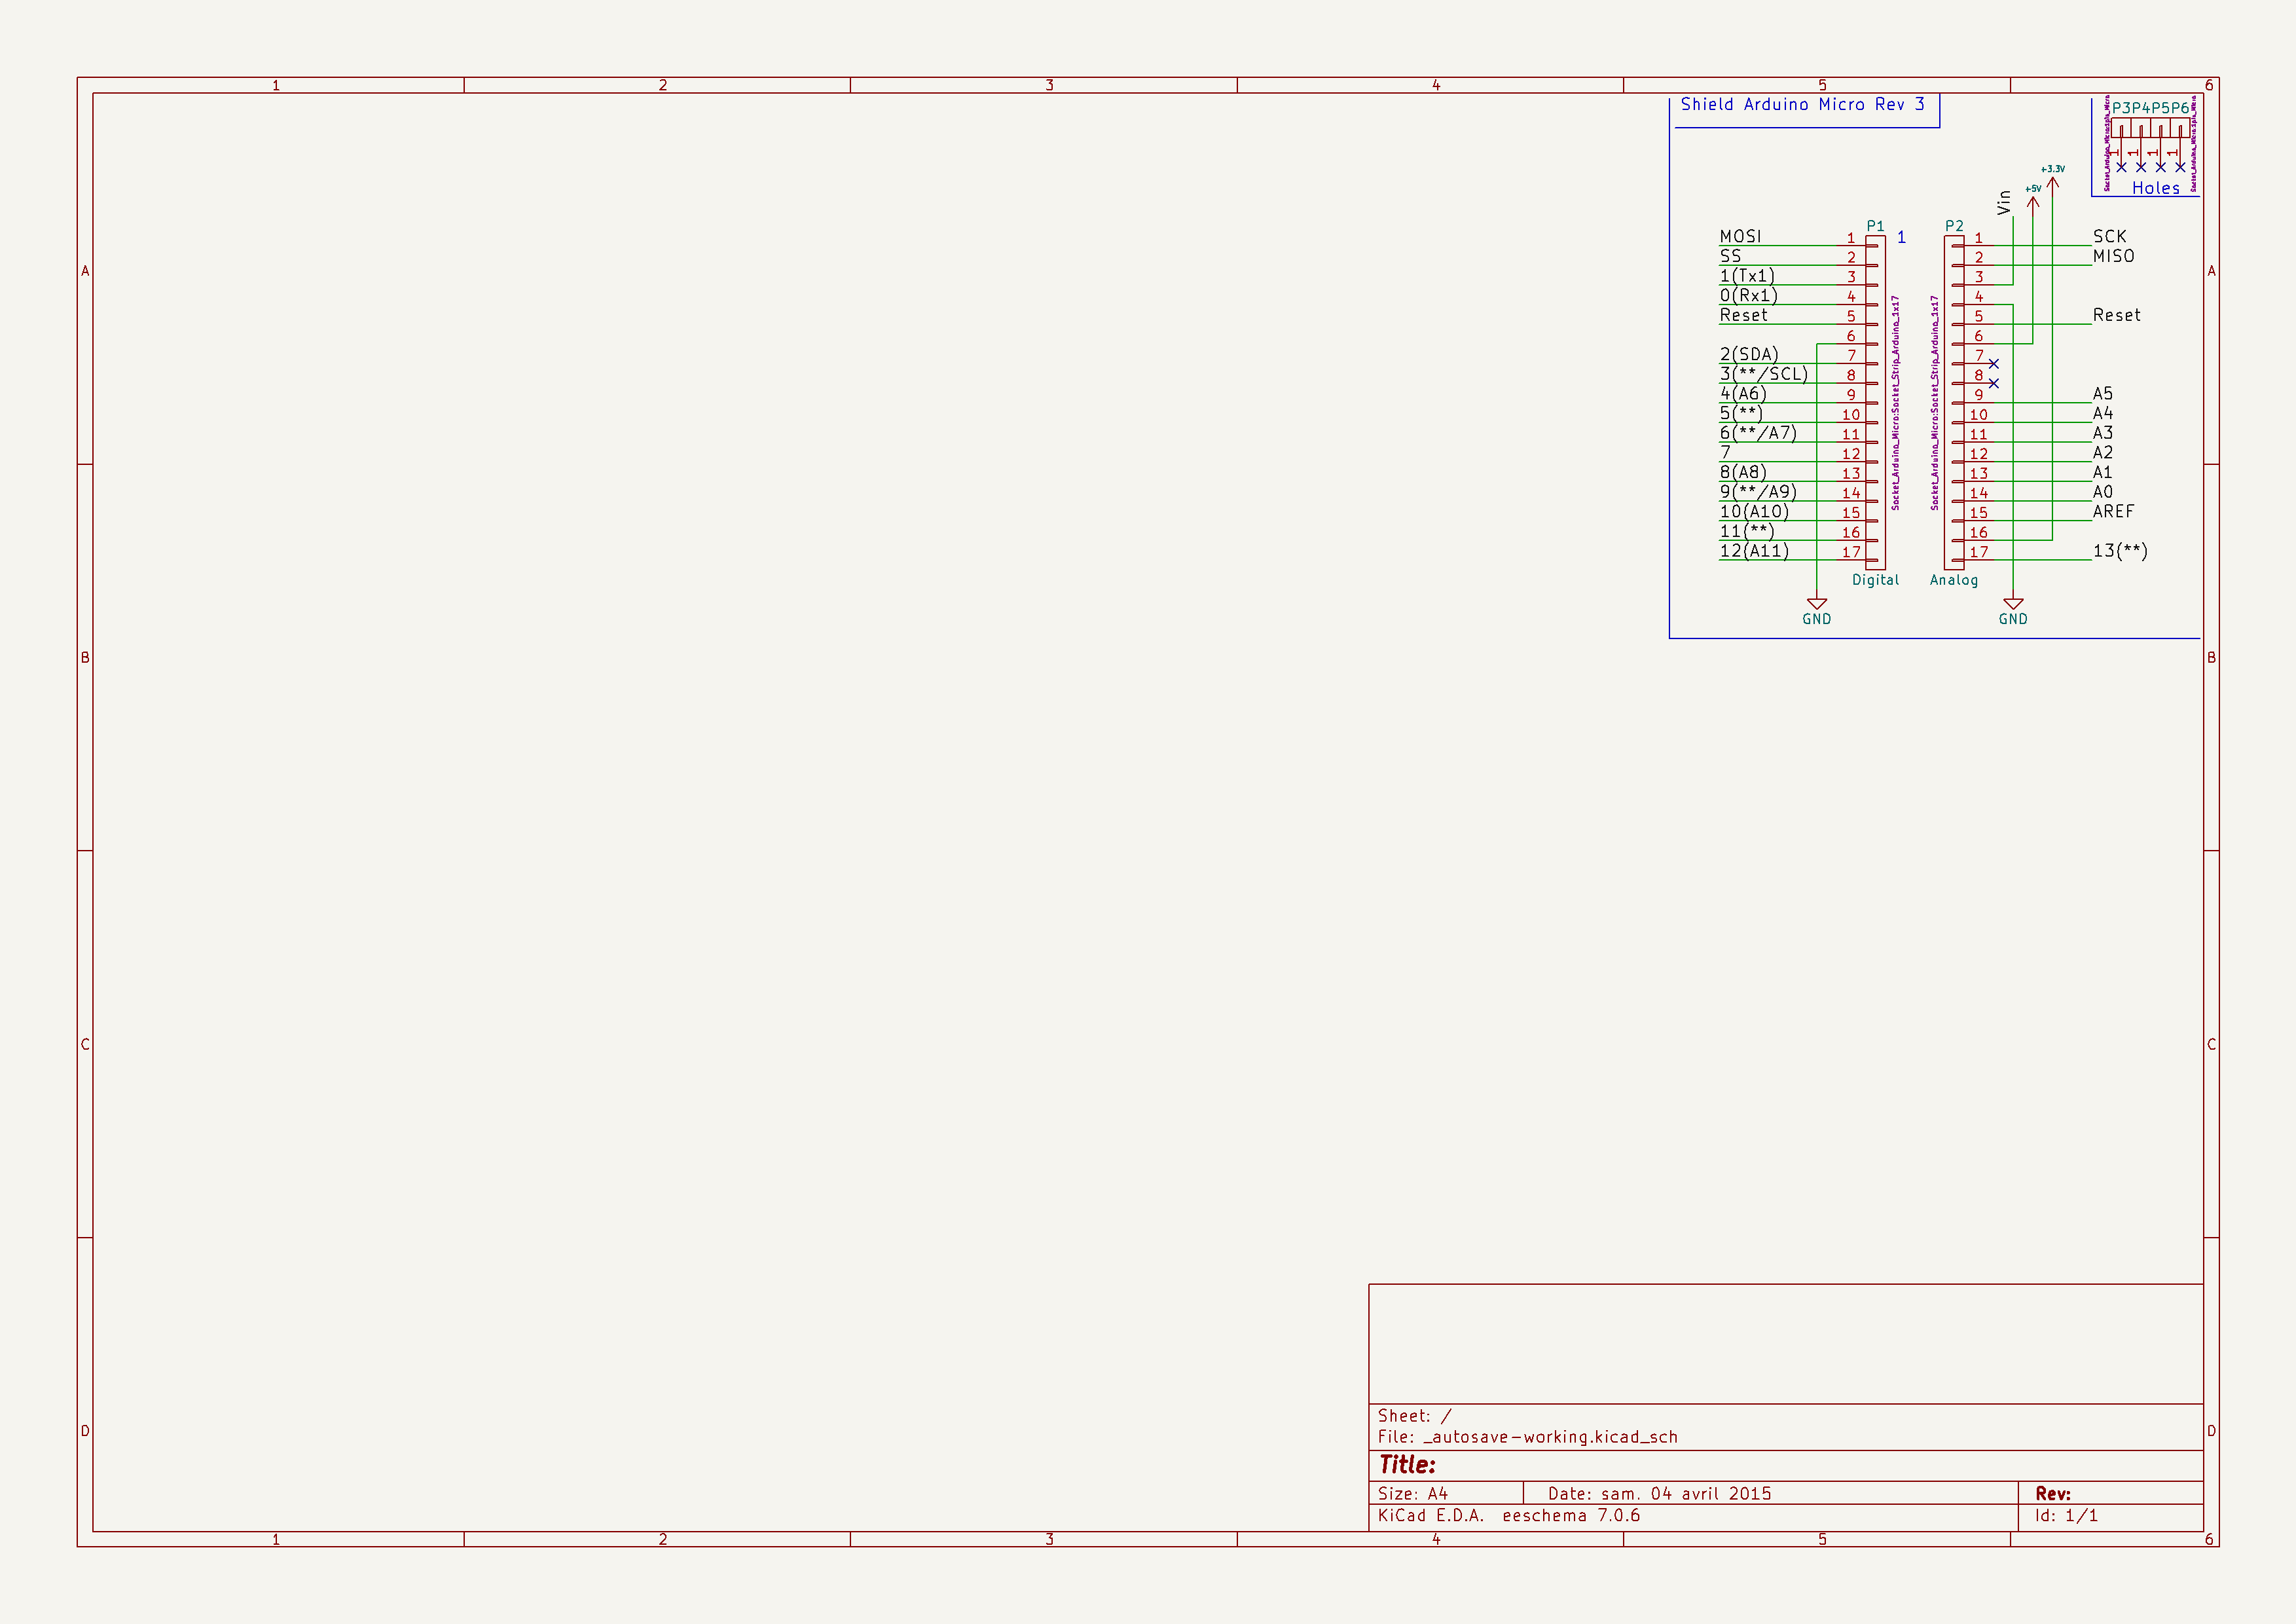 1 2 3 4 5 6
Shield Arduino Micro Rev 3
P3P4P5P6
1 1 1 1
Holes
+3.3V
+5V
Vin
P1
1
P2
MOSI 1
SS 2
1(Tx1) 3
0(Rx1) 4
Reset 5
6
2(SDA) 7
3(**/SCL) 8
4(A6) 9
5(**) 10
6(**/A7) 11
7 12
8(A8) 13
9(**/A9) 14
10(A10) 15
11(**) 16
12(A11) 17
Digital
GND
Socket_Arduino_Micro:Socket_Strip_Arduino_1x17
Socket_Arduino_Micro:Socket_Strip_Arduino_1x17
1 SCK
2 MISO
3
4
5 Reset
6
7
8
9 A5
10 A4
11 A3
12 A2
13 A1
14 A0
15 AREF
16
17 13(**)
Analog
GND
A A
B B
C C
D D
Sheet: /
File: _autosave-working.kicad_sch
Title:
Size: A4 Date: sam. 04 avril 2015 Rev:
KiCad E.D.A. eeschema 7.0.6 Id: 1/1
1 2 3 4 5 6